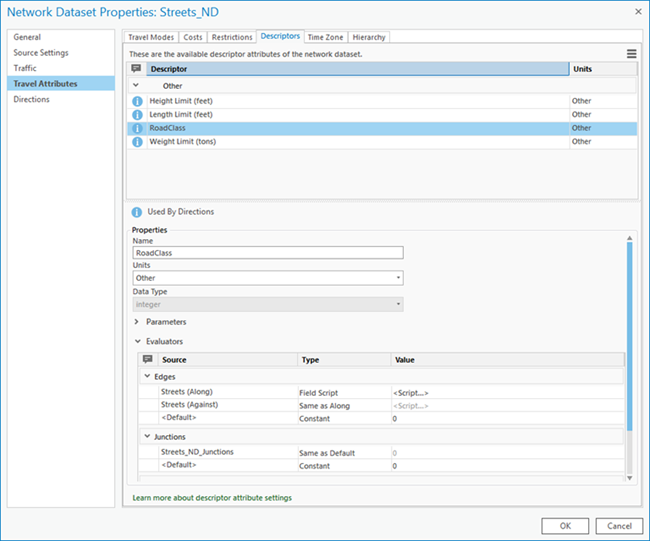 Network Dataset Properties: Streets_ND
General
Source Settings
Traffic
Travel Attributes
Directions
Travel Modes Costs Restrictions Descriptors Time Zone Hierarchy
These are the available descriptor attributes of the network dataset.
Descriptor Units
Other
Height Limit (feet) Other
Length Limit (feet) Other
RoadClass Other
Weight Limit (tons) Other
Used By Directions
Properties
Name
RoadClass
Units
Other
Data Type
integer
Parameters
Evaluators
Source Type Value
Edges
Streets (Along) Field Script <Script...>
Streets (Against) Same as Along <Script...>
<Default> Constant 0
Junctions
Streets_ND_Junctions Same as Default 0
<Default> Constant 0
Learn more about descriptor attribute settings
OK Cancel